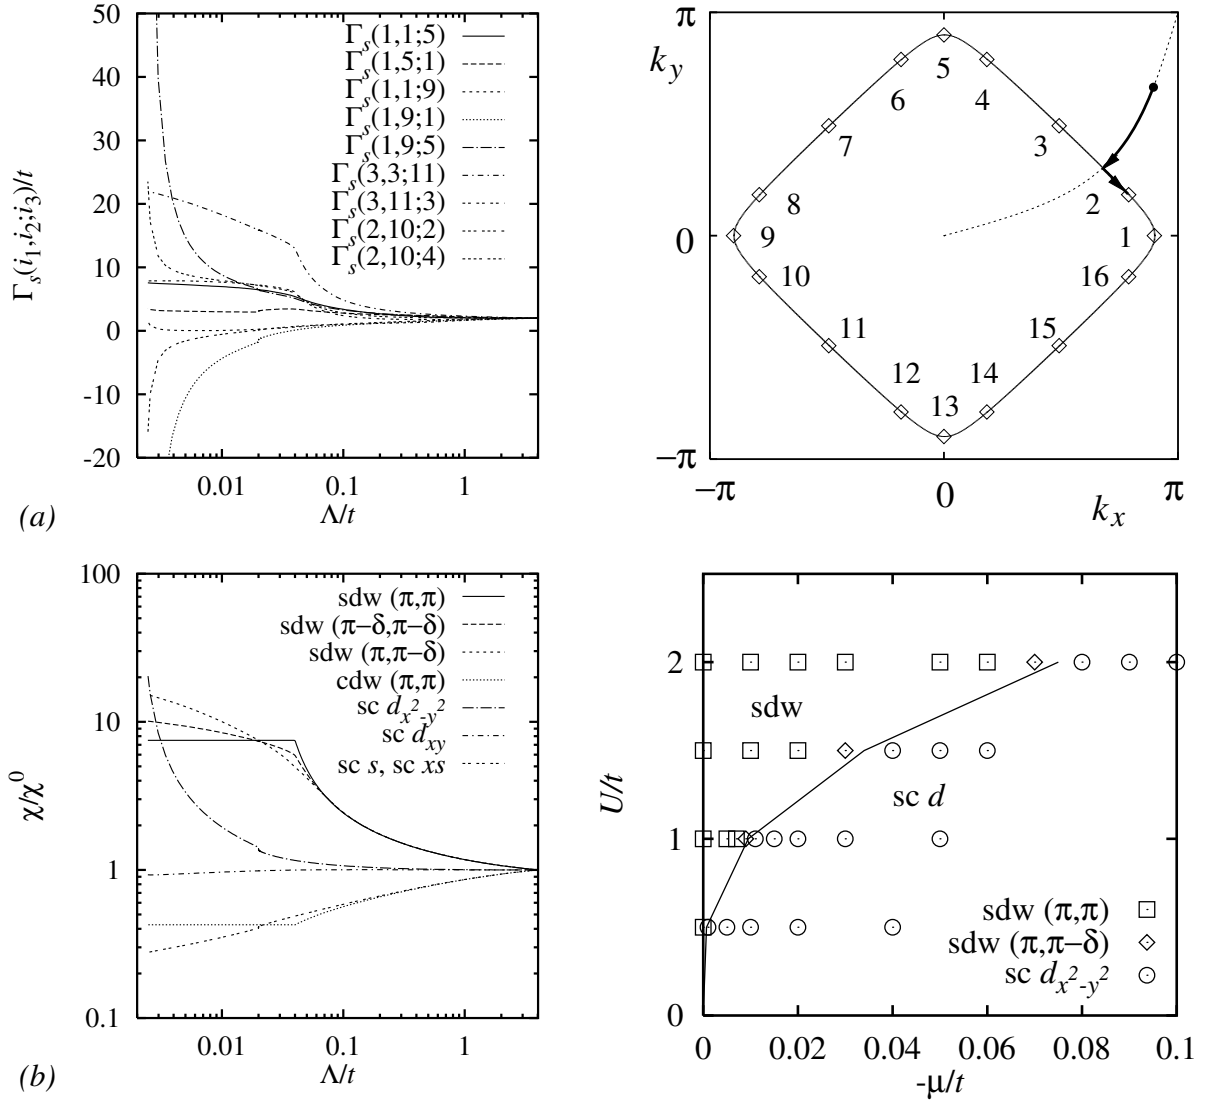 50
40
30
20
10
0
-10
-20
Γs(i1,i2;i3)/t
Γs(1,1;5)
Γs(1,5;1)
Γs(1,1;9)
Γs(1,9;1)
Γs(1,9;5)
Γs(3,3;11)
Γs(3,11;3)
Γs(2,10;2)
Γs(2,10;4)
0.01 0.1 1
Λ/t
(a)
π
ky
0
−π
5
6 4
7 3
8 2
9 1
10 16
11 15
12 14
13
−π 0 π
kx
100
10
1
0.1
χ/χ⁰
sdw (π,π)
sdw (π−δ,π−δ)
sdw (π,π−δ)
cdw (π,π)
sc dx²-y²
sc dxy
sc s, sc xs
0.01 0.1 1
Λ/t
(b)
2
1
0
U/t
sdw
sc d
sdw (π,π)
sdw (π,π−δ)
sc dx²-y²
0 0.02 0.04 0.06 0.08 0.1
-μ/t